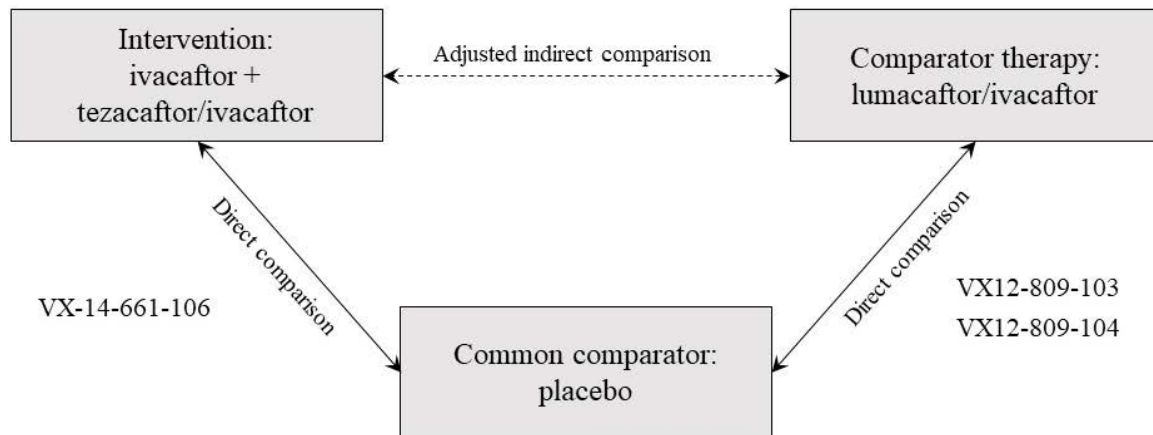 Intervention:
ivacaftor +
tezacaftor/ivacaftor
Adjusted indirect comparison
Comparator therapy:
lumacaftor/ivacaftor
Direct comparison
Direct comparison
VX-14-661-106
VX12-809-103
VX12-809-104
Common comparator:
placebo